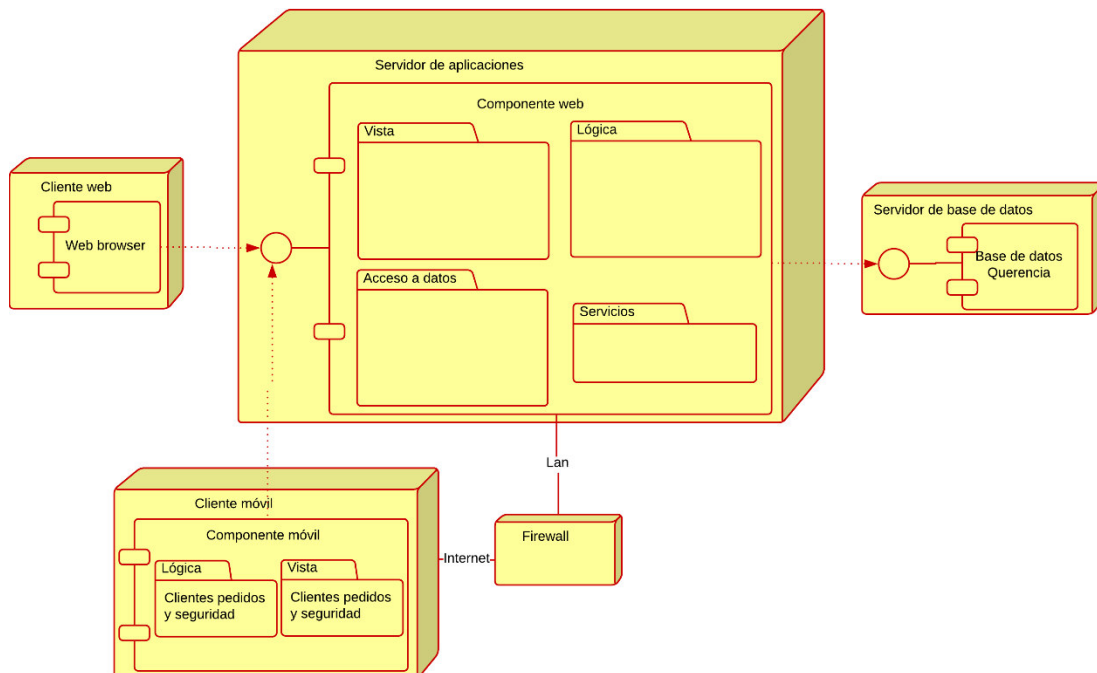 Servidor de aplicaciones
Componente web
Vista
Lógica
Acceso a datos
Servicios
Cliente web
Web browser
Servidor de base de datos
Base de datos
Querencia
Lan
Firewall
Internet
Cliente móvil
Componente móvil
Lógica
Clientes pedidos
y seguridad
Vista
Clientes pedidos
y seguridad